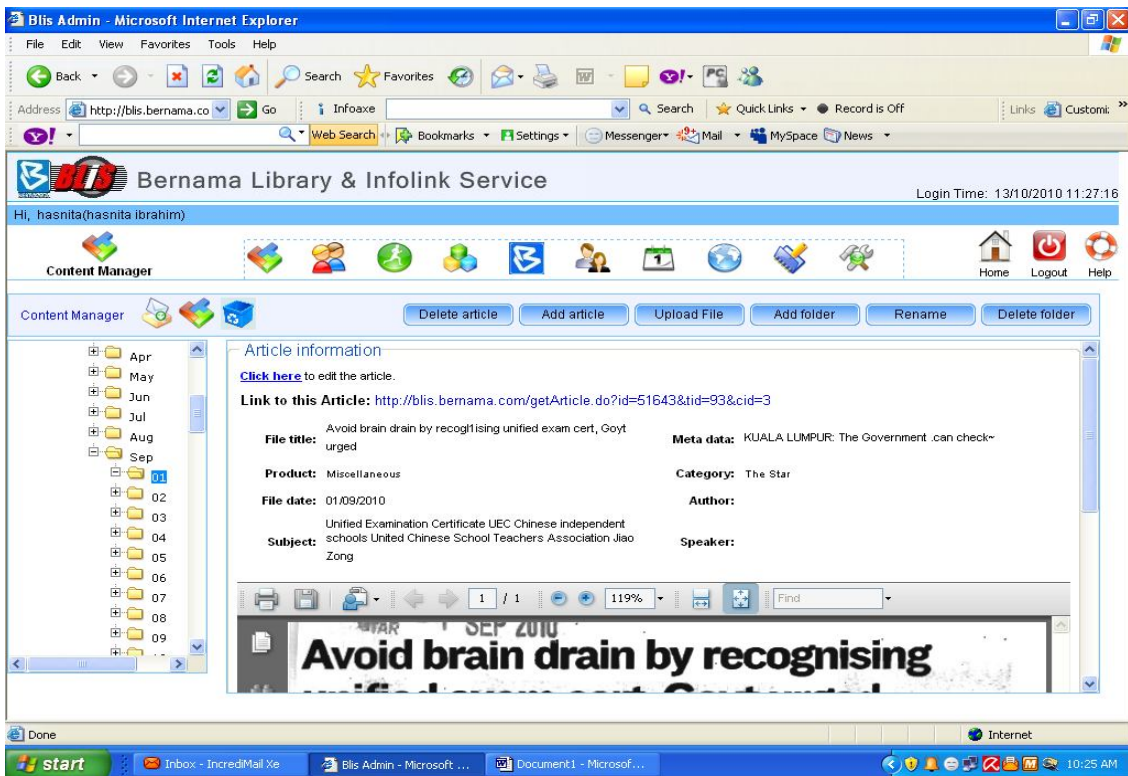 Blis Admin - Microsoft Internet Explorer
File Edit View Favorites Tools Help
Back Search Favorites
Address http://blis.bernama.co Go Infoaxe Search Quick Links Record is Off Links Customi: »
Web Search Bookmarks Settings Messenger Mail MySpace News
BLIS Bernama Library & Infolink Service
Login Time: 13/10/2010 11:27:16
Hi, hasnita(hasnita ibrahim)
Content Manager
Home Logout Help
Content Manager Delete article Add article Upload File Add folder Rename Delete folder
Apr
May
Jun
Jul
Aug
Sep
01
02
03
04
05
06
07
08
09
Article information
Click here to edit the article.
Link to this Article: http://blis.bernama.com/getArticle.do?id=51643&tid=93&cid=3
File title: Avoid brain drain by recogl1ising unified exam cert, Goyt
urged
Meta data: KUALA LUMPUR: The Government .can check~
Product: Miscellaneous
Category: The Star
File date: 01/09/2010
Author:
Subject: Unified Examination Certificate UEC Chinese independent
schools United Chinese School Teachers Association Jiao
Zong
Speaker:
1 / 1 119% Find
STAR 1 SEP 2010
Avoid brain drain by recognising
unified exam cert, Govt urged
Done Internet
start Inbox - IncrediMail Xe Blis Admin - Microsoft ... Document1 - Microsof... 10:25 AM